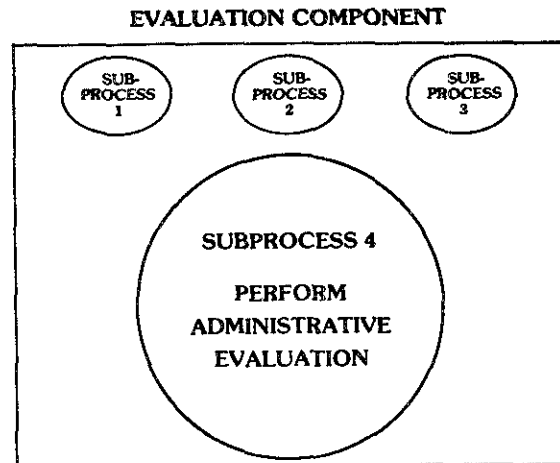 EVALUATION COMPONENT
SUB-
PROCESS
1
SUB-
PROCESS
2
SUB-
PROCESS
3
SUBPROCESS 4
PERFORM
ADMINISTRATIVE
EVALUATION